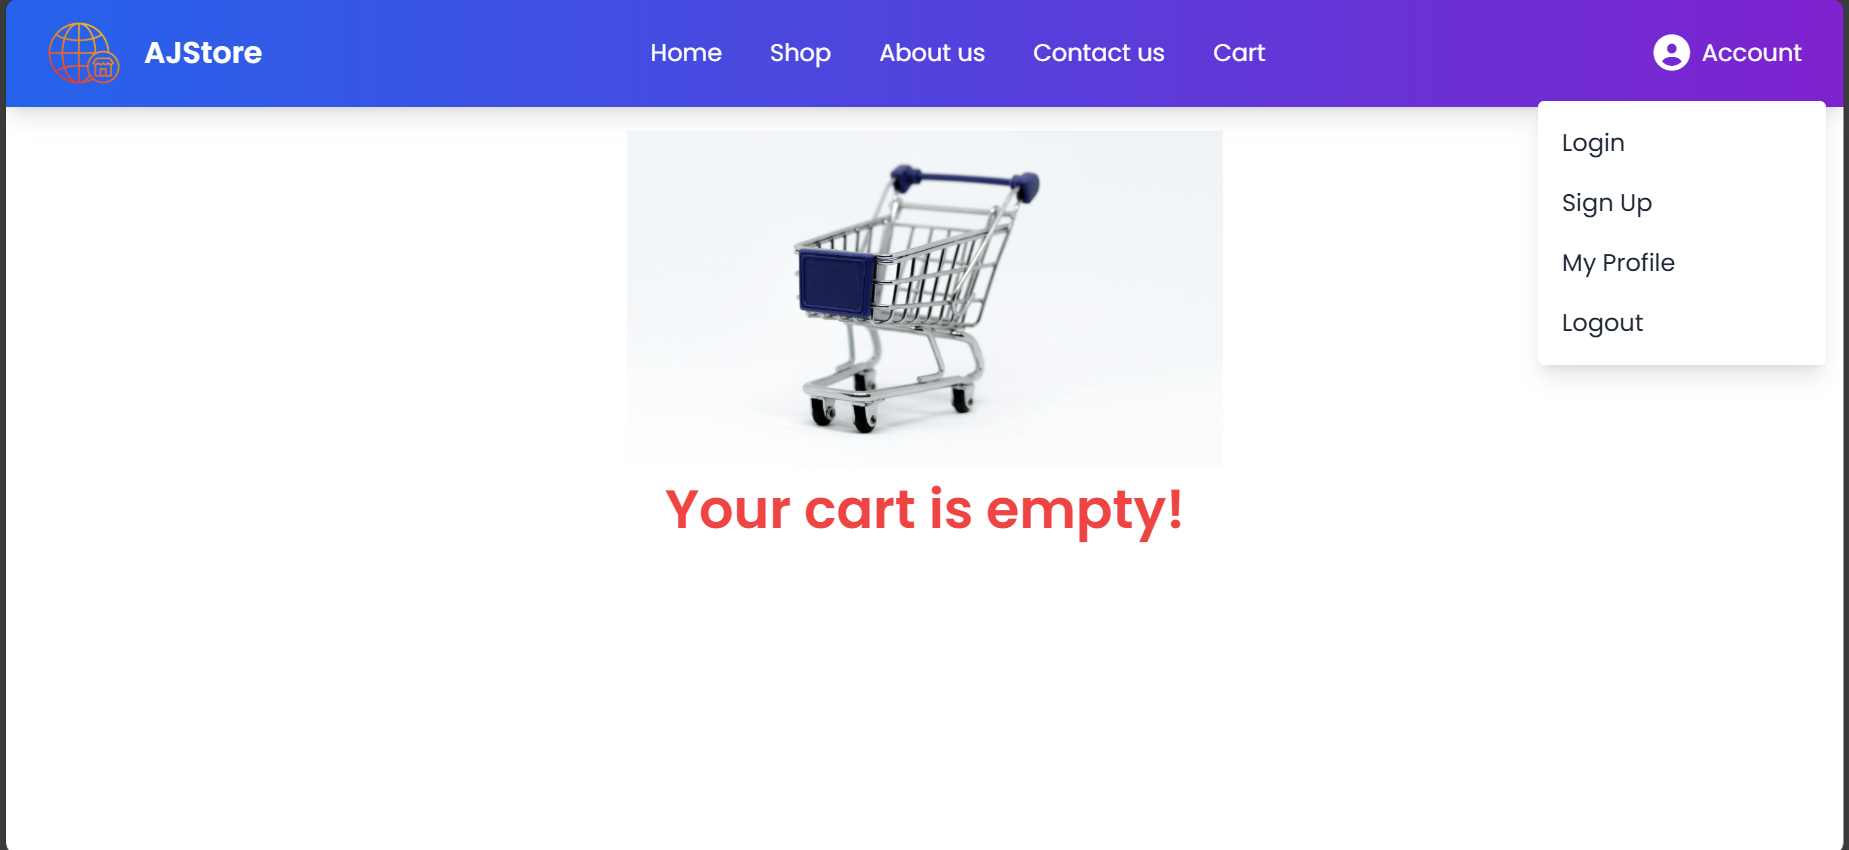 AJStore
Home Shop About us Contact us Cart
Account
Login
Sign Up
My Profile
Logout
Your cart is empty!